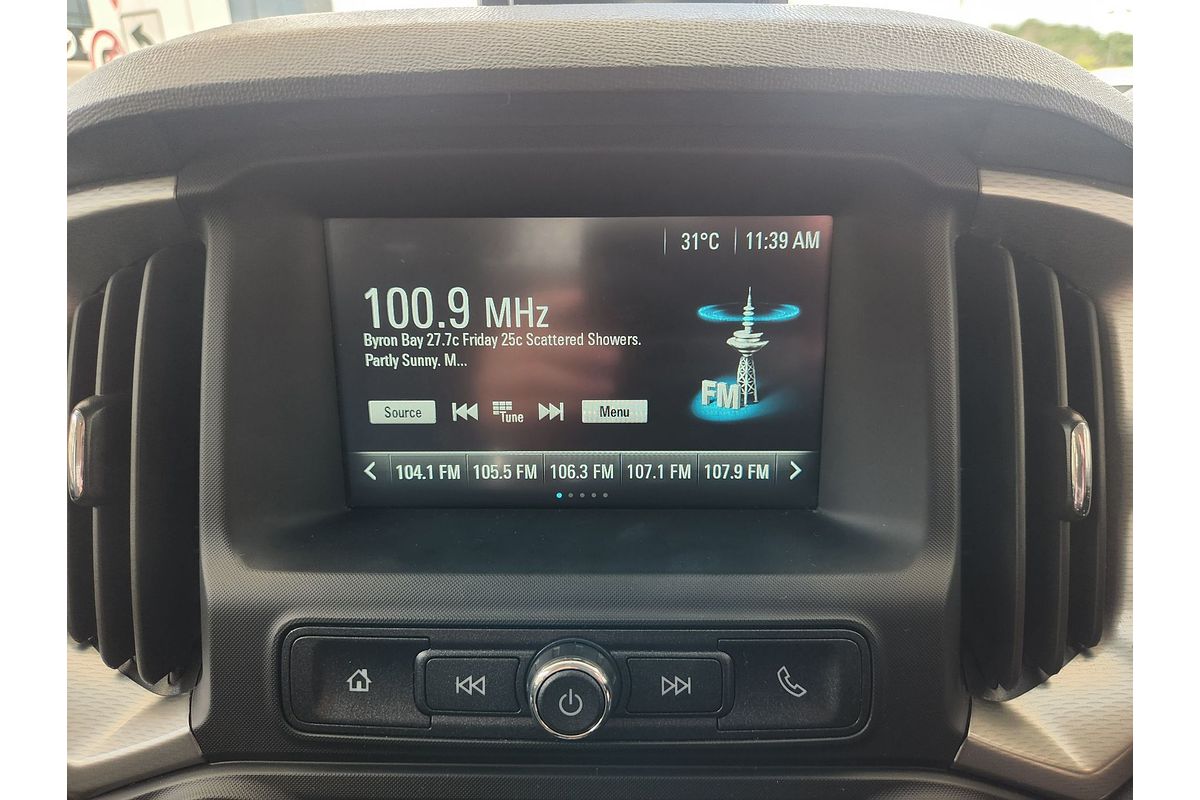 31°C 11:39 AM
100.9 MHz
Byron Bay 27.7c Friday 25c Scattered Showers.
Partly Sunny. M...
FM
Source Tune Menu
104.1 FM 105.5 FM 106.3 FM 107.1 FM 107.9 FM